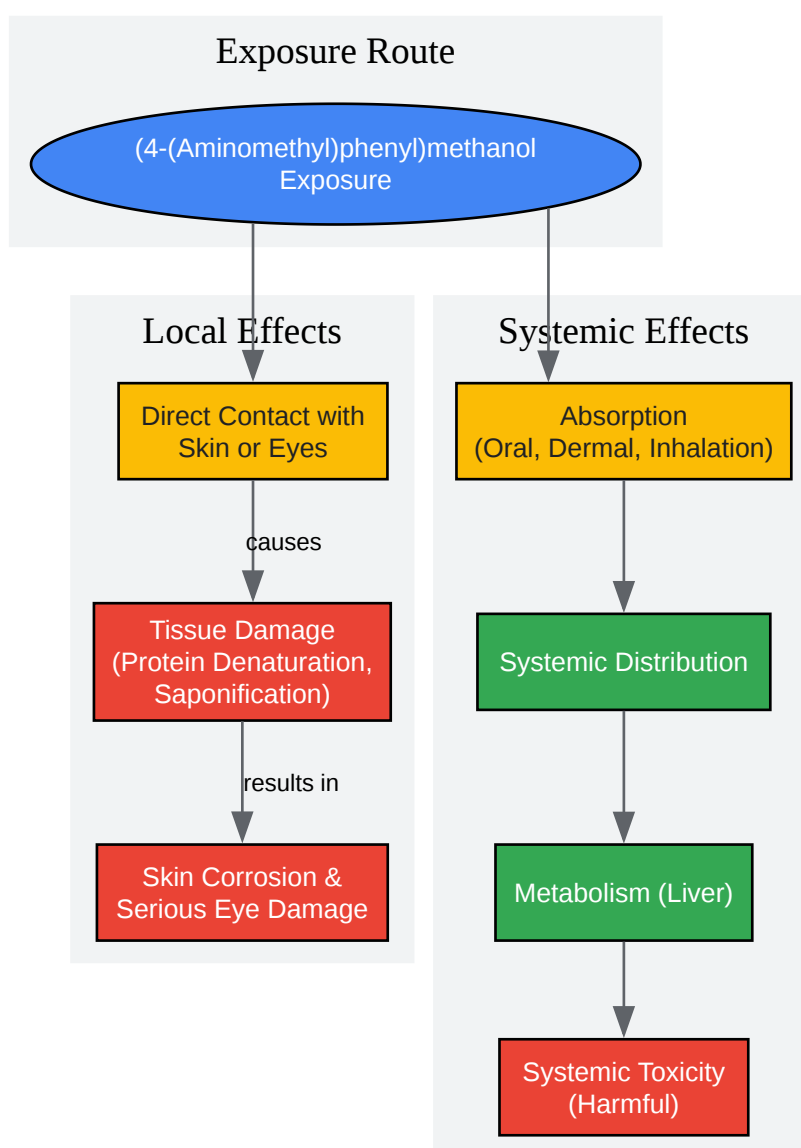 Exposure Route
(4-(Aminomethyl)phenyl)methanol
Exposure
Local Effects
Direct Contact with
Skin or Eyes
causes
Tissue Damage
(Protein Denaturation,
Saponification)
results in
Skin Corrosion &
Serious Eye Damage
Systemic Effects
Absorption
(Oral, Dermal, Inhalation)
Systemic Distribution
Metabolism (Liver)
Systemic Toxicity
(Harmful)